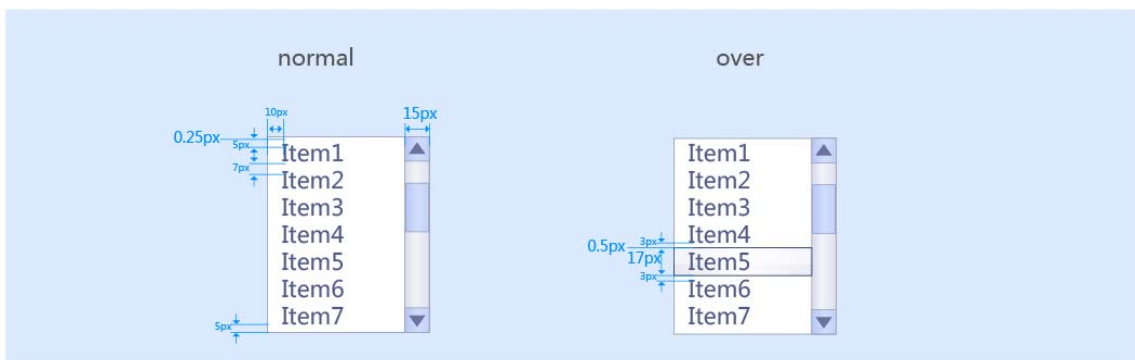 normal
over
10px
15px
0.25px
5px
7px
Item1
Item2
Item3
Item4
Item5
Item6
Item7
5px
Item1
Item2
Item3
Item4
0.5px
3px
17px
Item5
3px
Item6
Item7